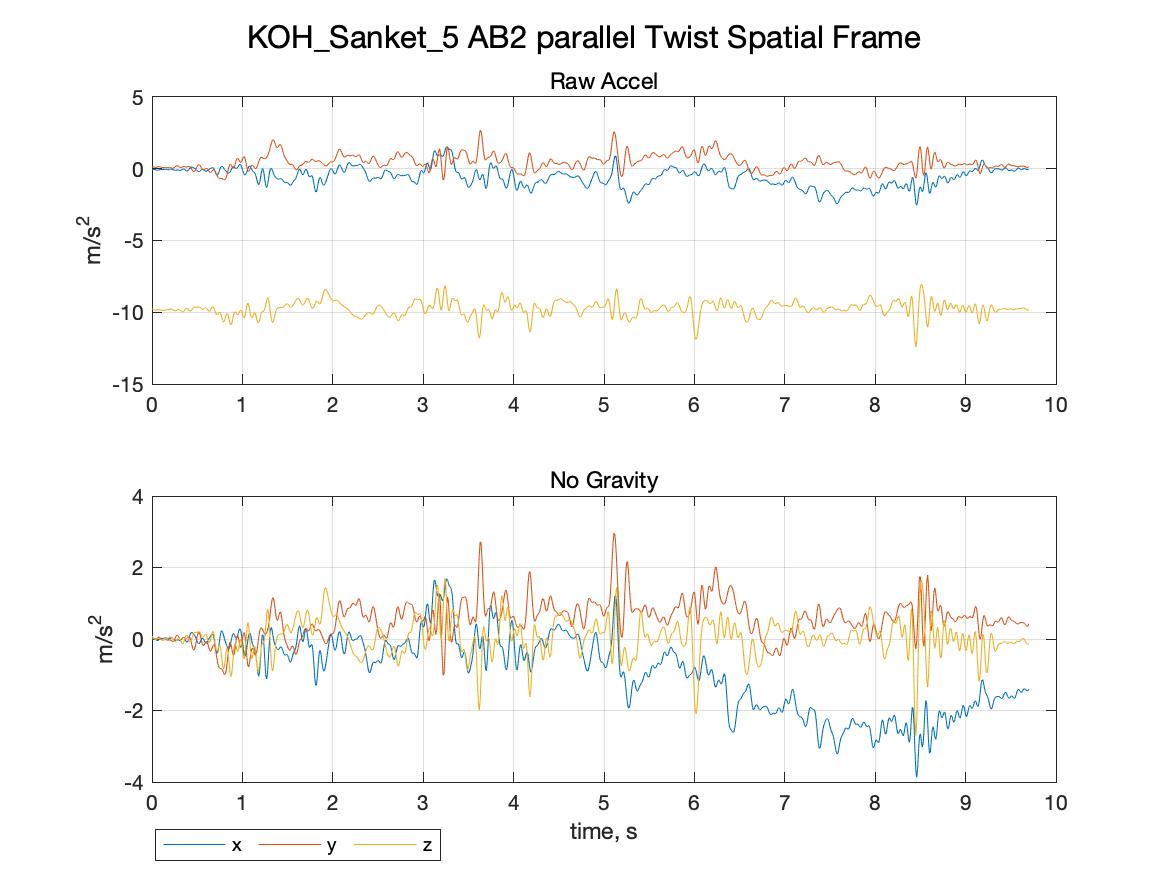 KOH_Sanket_5 AB2 parallel Twist Spatial Frame
Raw Accel
5
0
-5
-10
-15
m/s²
0 1 2 3 4 5 6 7 8 9 10
No Gravity
4
2
0
-2
-4
m/s²
0 1 2 3 4 5 6 7 8 9 10
time, s
x y z